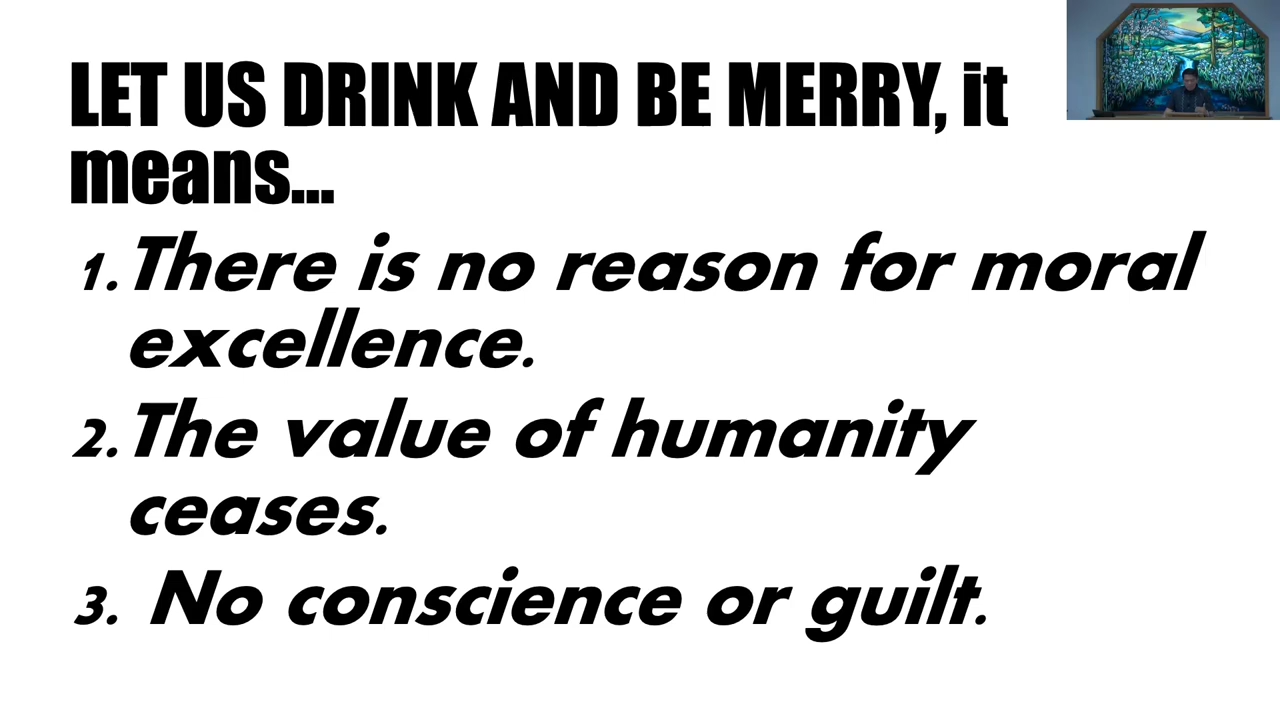 LET US DRINK AND BE MERRY, it
means...
1. There is no reason for moral
excellence.
2. The value of humanity
ceases.
3. No conscience or guilt.